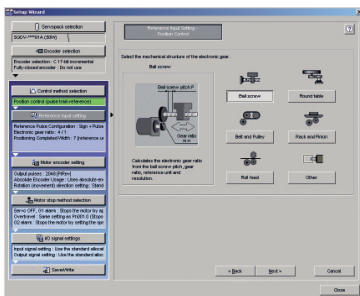 Setup Wizard
Servopack selection
SGDV-****01A (SERV)
Encoder selection
Encoder selection : C 17-bit incremental
Fully-closed encoder : Do not use
Control method selection
Position control (pulse train reference)
Reference input setting
Reference Pulse Configuration : Sign + Pulse
Electronic gear ratio : 4 / 1
Positioning Completed Width : 7 [reference u
Motor encoder setting
Output pulses : 2048 [P/Rev]
Absolute Encoder Usage : Uses absolute en
Rotation (movement) direction setting : Stand
Motor stop method selection
Servo OFF, G1 alarm : Stops the motor by ap
Overtravel : Same setting as Pn001.0 (Stops
G2 alarm : Stops the motor by setting the spe
I/O signal settings
Input signal setting : Use the standard alloca
Output signal setting : Use the standard alloc
Save/Write
Reference Input Setting -
Position Control
Select the mechanical structure of the electronic gear.
Ball screw
Ball screw pitch P
Gear ratio
m/n
Calculates the electronic gear ratio
from the ball screw pitch, gear
ratio, reference unit and
resolution.
Ball screw
Round table
Belt and Pulley
Rack and Pinion
Roll feed
Other
< Back
Next >
Cancel
Close